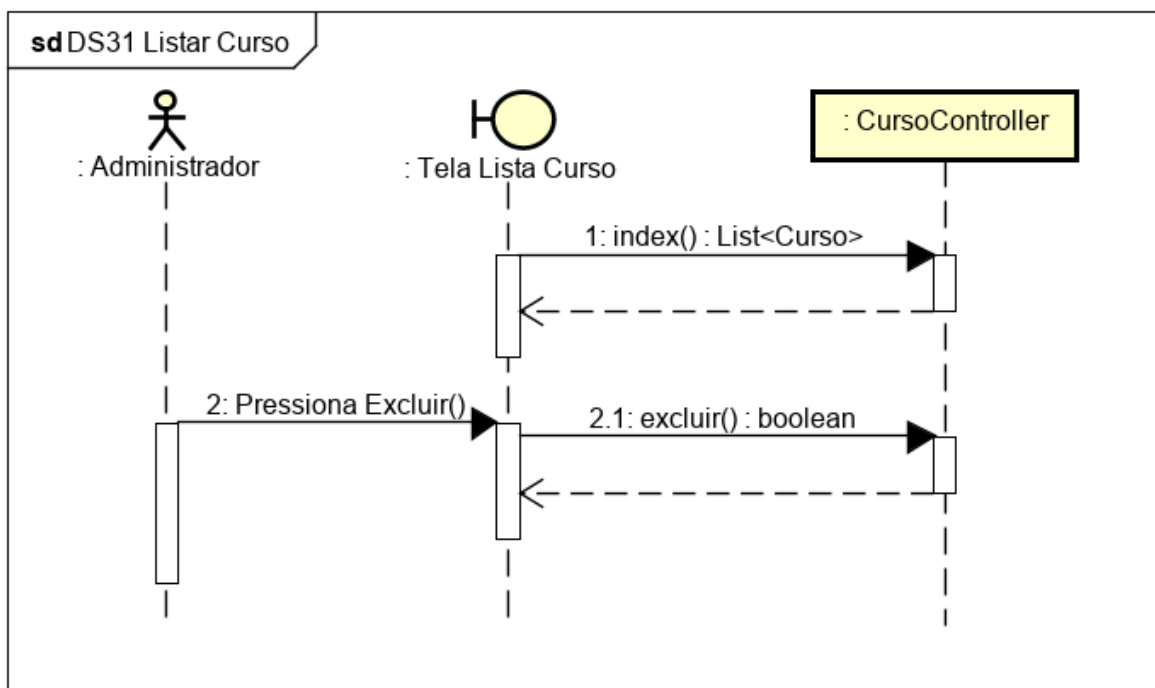 sd DS31 Listar Curso
: Administrador
: Tela Lista Curso
: CursoController
1: index() : List<Curso>
2: Pressiona Excluir()
2.1: excluir() : boolean